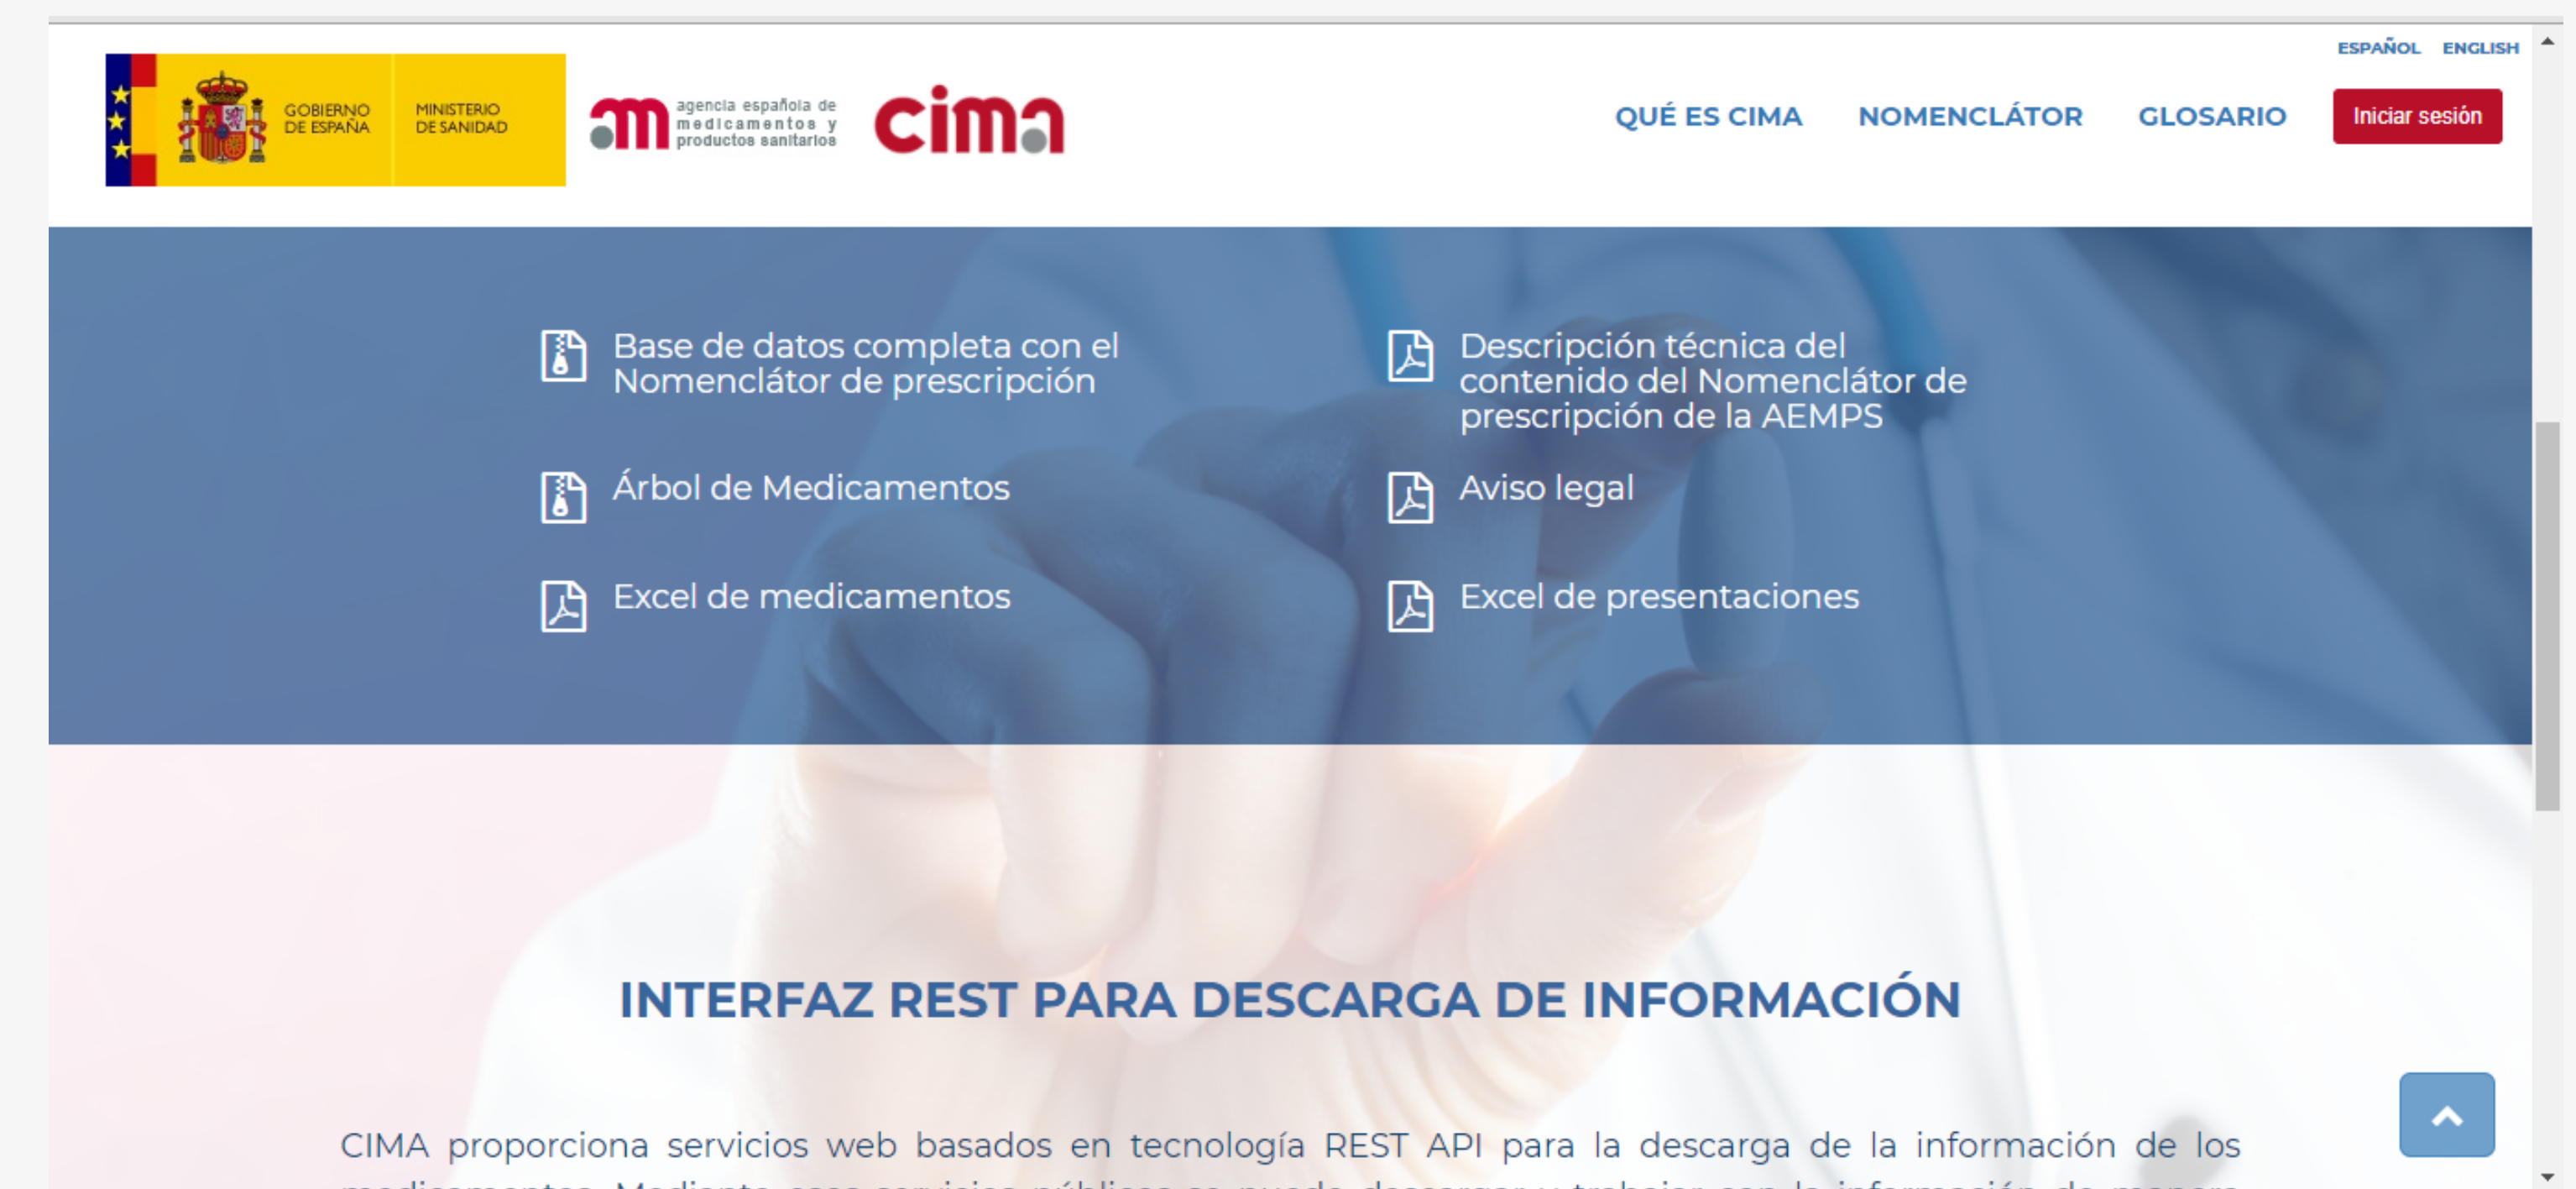 ESPAÑOL ENGLISH
GOBIERNO
DE ESPAÑA
MINISTERIO
DE SANIDAD
agencia española de
medicamentos y
productos sanitarios
cima
QUÉ ES CIMA NOMENCLÁTOR GLOSARIO Iniciar sesión
Base de datos completa con el
Nomenclátor de prescripción
Descripción técnica del
contenido del Nomenclátor de
prescripción de la AEMPS
Árbol de Medicamentos
Aviso legal
Excel de medicamentos
Excel de presentaciones
INTERFAZ REST PARA DESCARGA DE INFORMACIÓN
CIMA proporciona servicios web basados en tecnología REST API para la descarga de la información de los